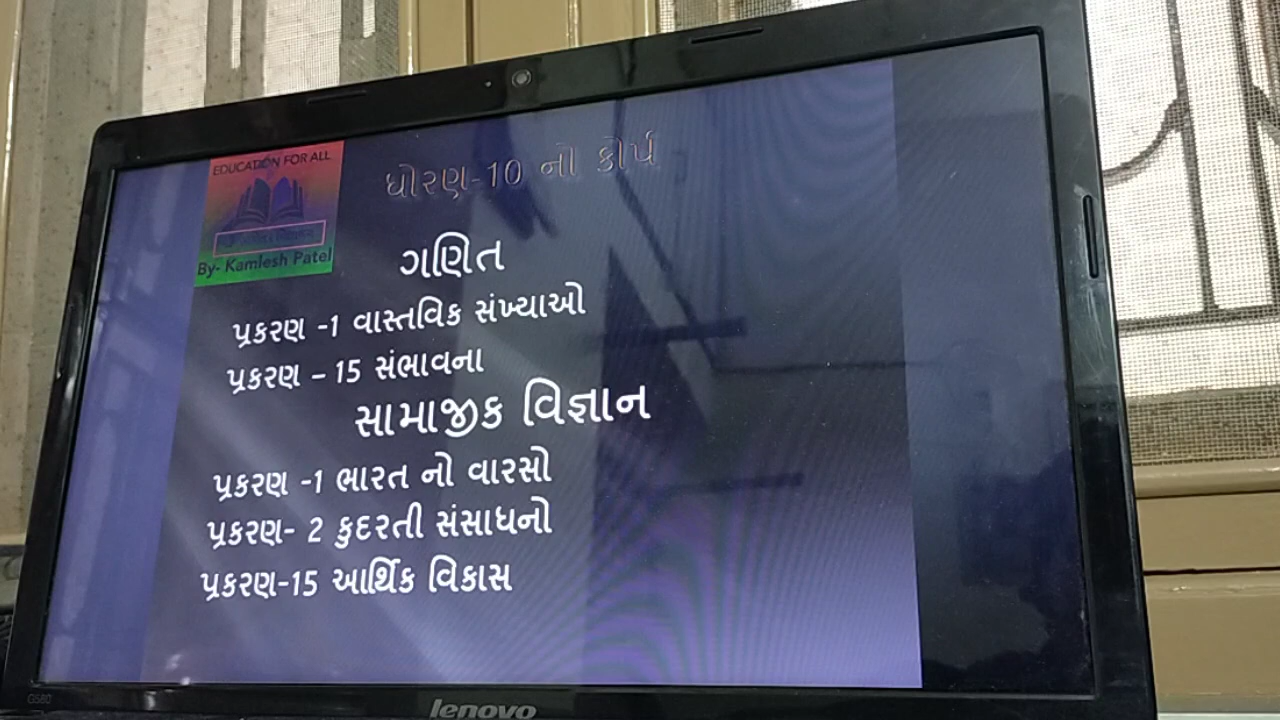 EDUCATION FOR ALL
By- Kamlesh Patel
ધોરણ-10 નો કોર્ષ
ગણિત
પ્રકરણ -1 વાસ્તવિક સંખ્યાઓ
પ્રકરણ – 15 સંભાવના
સામાજીક વિજ્ઞાન
પ્રકરણ -1 ભારત નો વારસો
પ્રકરણ- 2 કુદરતી સંસાધનો
પ્રકરણ-15 આર્થિક વિકાસ
G580
lenovo